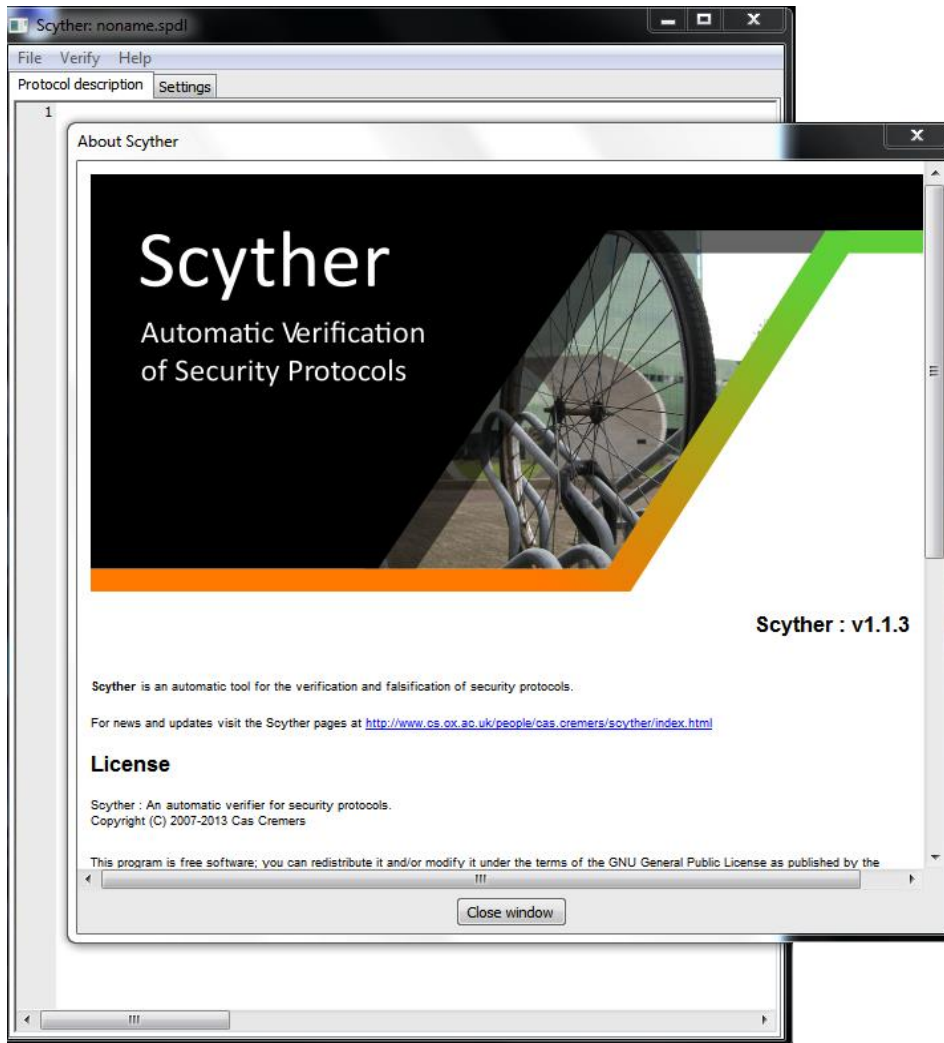 Scyther: noname.spdl
File Verify Help
Protocol description Settings
1
About Scyther
Scyther
Automatic Verification
of Security Protocols
Scyther : v1.1.3
Scyther is an automatic tool for the verification and falsification of security protocols.
For news and updates visit the Scyther pages at http://www.cs.ox.ac.uk/people/cas.cremers/scyther/index.html
License
Scyther : An automatic verifier for security protocols.
Copyright (C) 2007-2013 Cas Cremers
This program is free software; you can redistribute it and/or modify it under the terms of the GNU General Public License as published by the
Close window